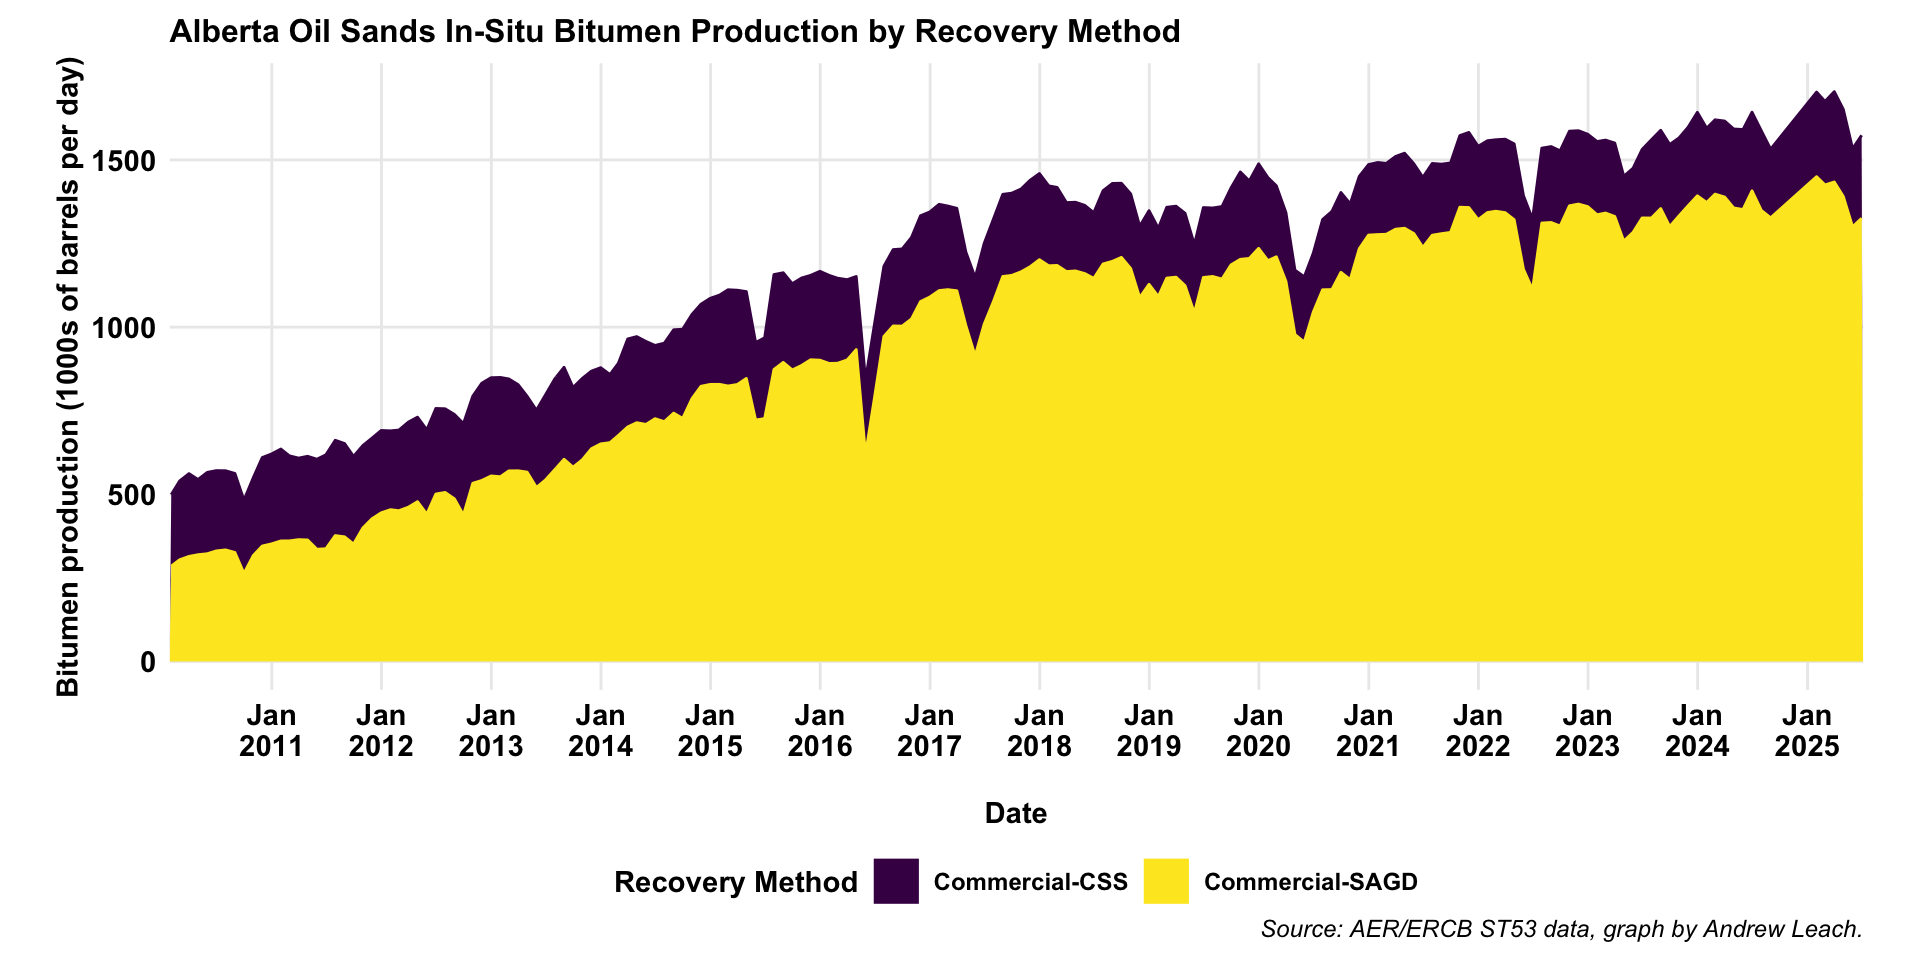 Alberta Oil Sands In-Situ Bitumen Production by Recovery Method
Bitumen production (1000s of barrels per day)
1500
1000
500
0
Jan 2011
Jan 2012
Jan 2013
Jan 2014
Jan 2015
Jan 2016
Jan 2017
Jan 2018
Jan 2019
Jan 2020
Jan 2021
Jan 2022
Jan 2023
Jan 2024
Jan 2025
Date
Recovery Method Commercial-CSS Commercial-SAGD
Source: AER/ERCB ST53 data, graph by Andrew Leach.